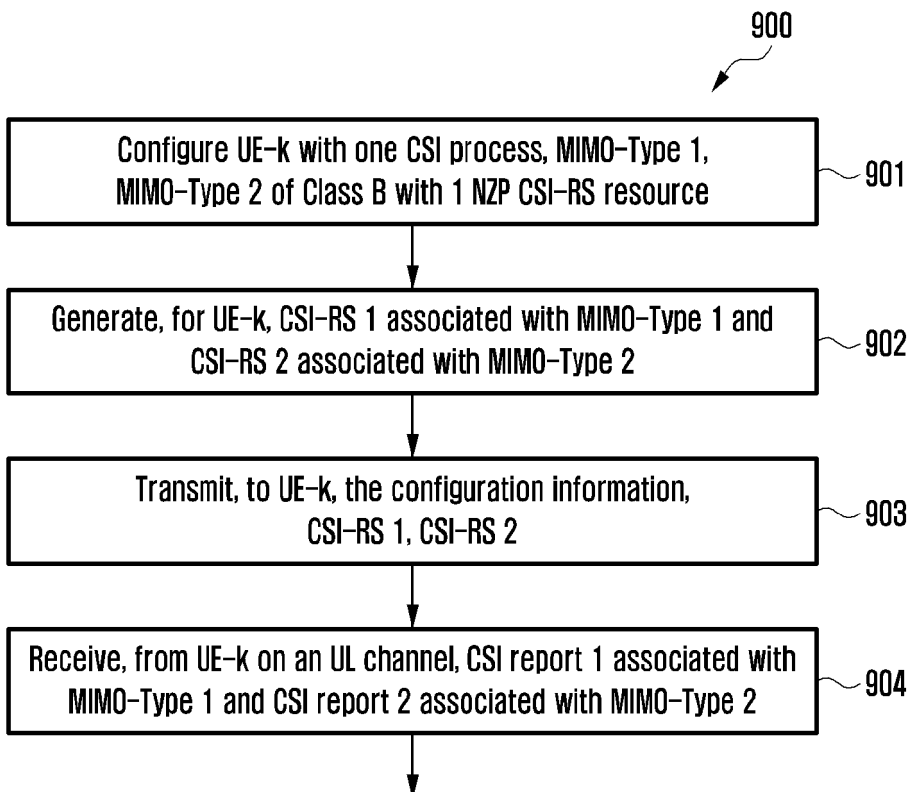 900
Configure UE-k with one CSI process, MIMO-Type 1,
MIMO-Type 2 of Class B with 1 NZP CSI-RS resource
901
Generate, for UE-k, CSI-RS 1 associated with MIMO-Type 1 and
CSI-RS 2 associated with MIMO-Type 2
902
Transmit, to UE-k, the configuration information,
CSI-RS 1, CSI-RS 2
903
Receive, from UE-k on an UL channel, CSI report 1 associated with
MIMO-Type 1 and CSI report 2 associated with MIMO-Type 2
904